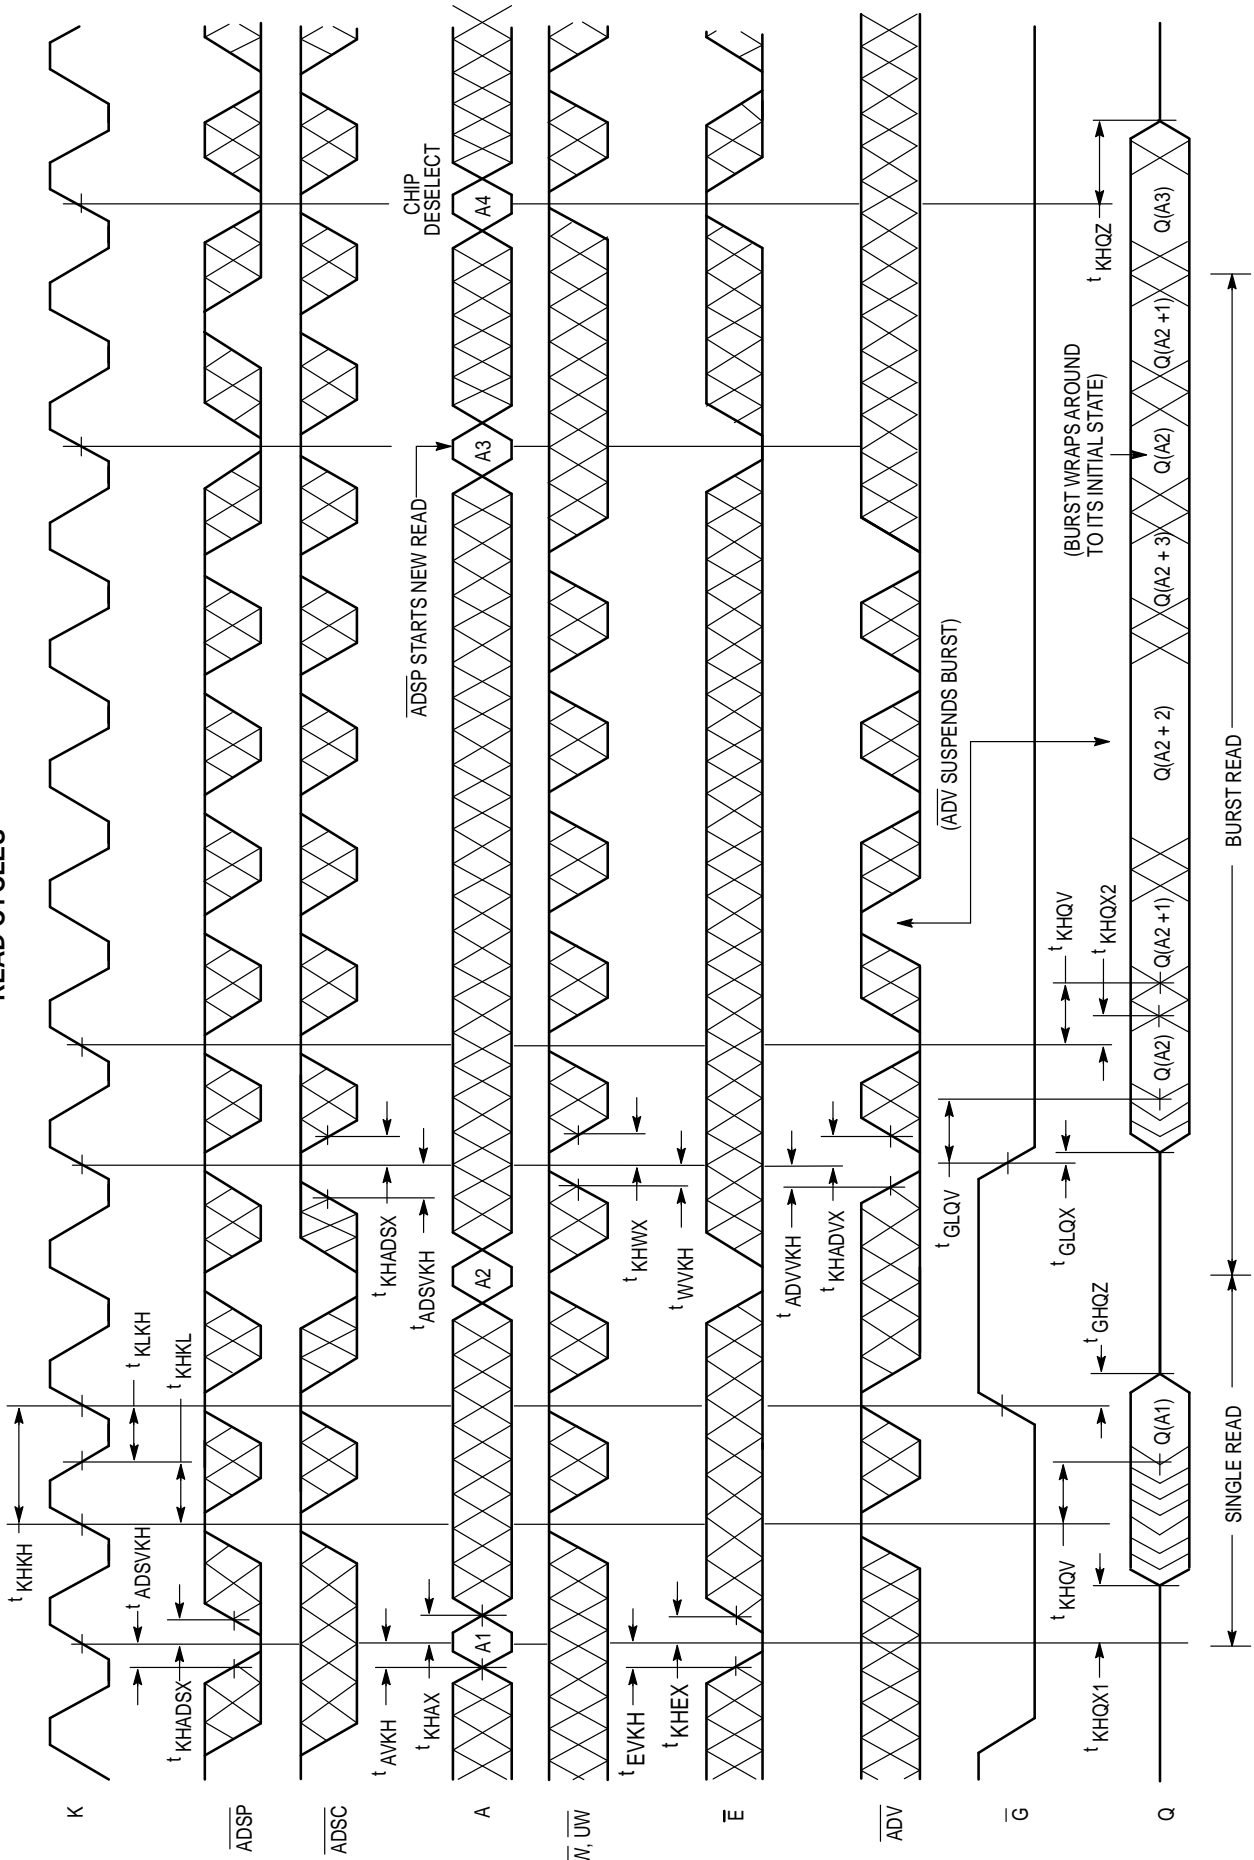 K
t KHKH
t KLKH
t KHKL
t ADSVKH
t KHADSX
ADSP
ADSC
t KHADSX
t ADSVKH
ADSP STARTS NEW READ
CHIP
DESELECT
t AVKH
t KHAX
A
A1
A2
A3
A4
W, UW
t KHWX
t WVKH
t EVKH
t KHEX
E
t ADVVKH
t KHADVX
ADV
(ADV SUSPENDS BURST)
t GLQV
G
t GLQX
t KHQV
t GHQZ
t KHQV
t KHQX2
(BURST WRAPS AROUND
TO ITS INITIAL STATE)
t KHQX1
t KHQZ
Q
Q(A1)
Q(A2)
Q(A2 +1)
Q(A2 + 2)
Q(A2 + 3)
Q(A2)
Q(A2 +1)
Q(A3)
SINGLE READ
BURST READ